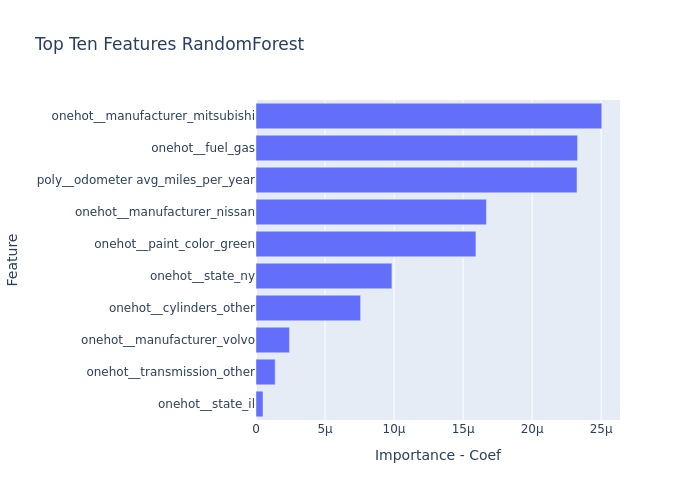 Top Ten Features RandomForest
onehot__manufacturer_mitsubishi
onehot__fuel_gas
poly__odometer avg_miles_per_year
onehot__manufacturer_nissan
onehot__paint_color_green
onehot__state_ny
onehot__cylinders_other
onehot__manufacturer_volvo
onehot__transmission_other
onehot__state_il
Feature
0 5μ 10μ 15μ 20μ 25μ
Importance - Coef